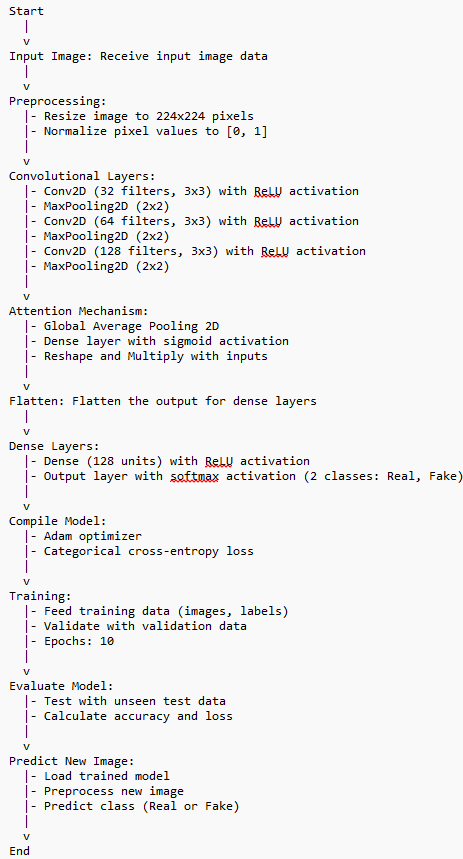 Start
|
v
Input Image: Receive input image data
|
v
Preprocessing:
|- Resize image to 224x224 pixels
|- Normalize pixel values to [0, 1]
|
v
Convolutional Layers:
|- Conv2D (32 filters, 3x3) with ReLU activation
|- MaxPooling2D (2x2)
|- Conv2D (64 filters, 3x3) with ReLU activation
|- MaxPooling2D (2x2)
|- Conv2D (128 filters, 3x3) with ReLU activation
|- MaxPooling2D (2x2)
|
v
Attention Mechanism:
|- Global Average Pooling 2D
|- Dense layer with sigmoid activation
|- Reshape and Multiply with inputs
|
v
Flatten: Flatten the output for dense layers
|
v
Dense Layers:
|- Dense (128 units) with ReLU activation
|- Output layer with softmax activation (2 classes: Real, Fake)
|
v
Compile Model:
|- Adam optimizer
|- Categorical cross-entropy loss
|
v
Training:
|- Feed training data (images, labels)
|- Validate with validation data
|- Epochs: 10
|
v
Evaluate Model:
|- Test with unseen test data
|- Calculate accuracy and loss
|
v
Predict New Image:
|- Load trained model
|- Preprocess new image
|- Predict class (Real or Fake)
|
v
End